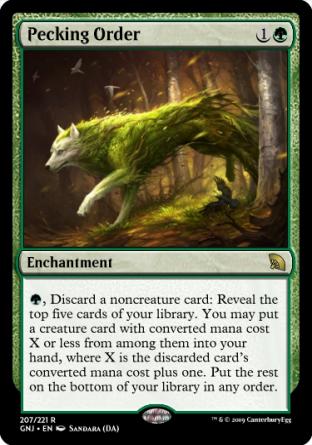 Pecking Order 1
Enchantment
, Discard a noncreature card: Reveal the
top five cards of your library. You may put
a creature card with converted mana cost
X or less from among them into your
hand, where X is the discarded card's
converted mana cost plus one. Put the rest
on the bottom of your library in any order.
207/221 R
GNJ • EN SANDARA (DA)
™ & © 2019 CanterburyEgg